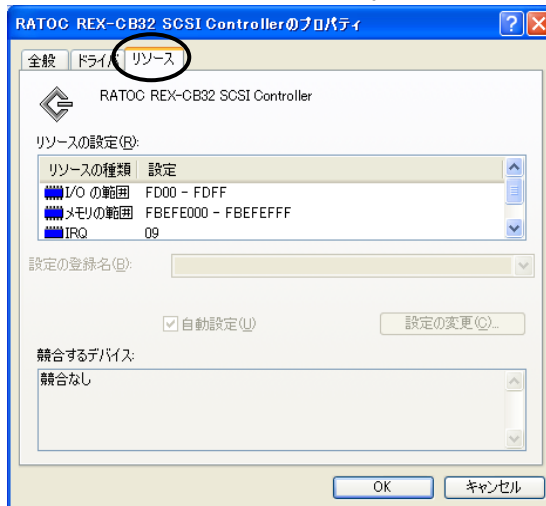 RATOC REX-CB32 SCSI Controllerのプロパティ
全般 ドライバ リソース
RATOC REX-CB32 SCSI Controller
リソースの設定(R):
リソースの種類 設定
I/O の範囲 FD00 - FDFF
メモリの範囲 FBEFE000 - FBEFEFFF
IRQ 09
設定の登録名(B):
自動設定(U) 設定の変更(C)...
競合するデバイス:
競合なし
OK キャンセル